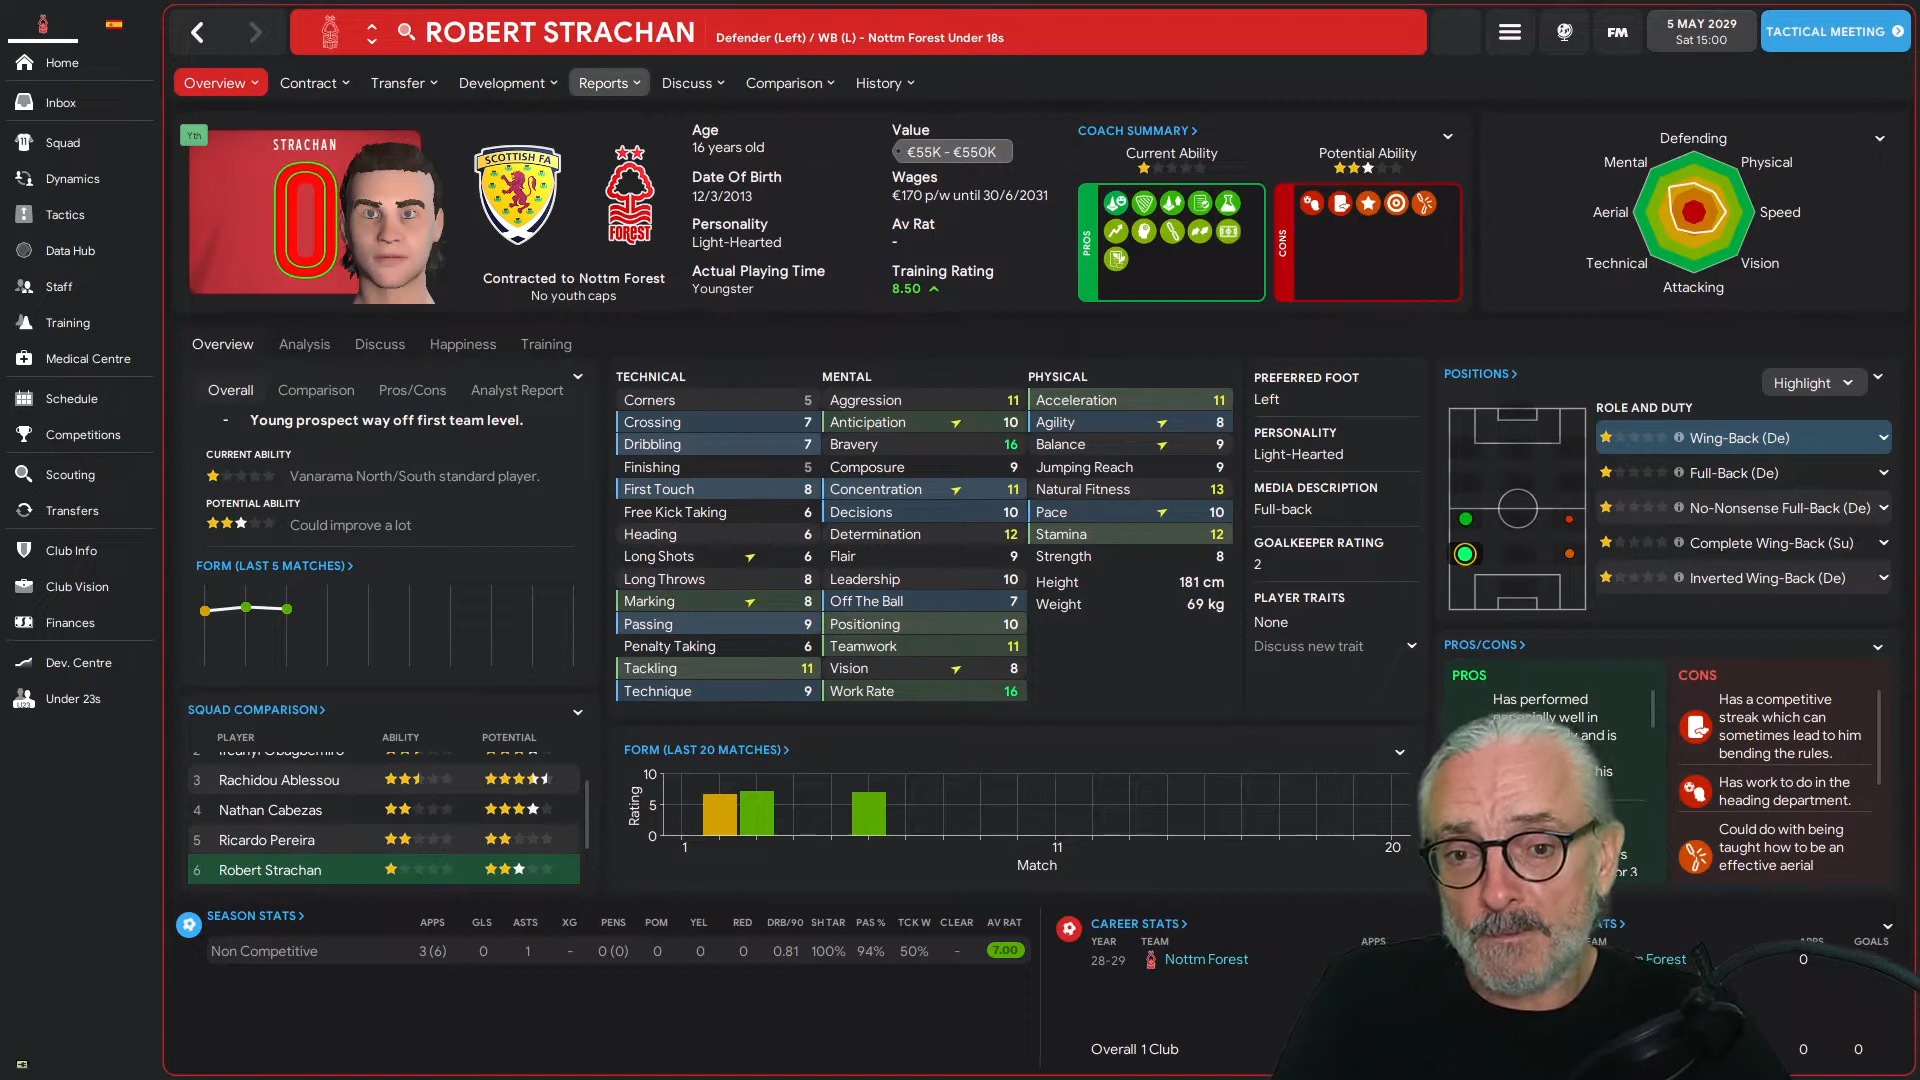 ROBERT STRACHAN
Defender (Left) / WB (L) - Nottm Forest Under 18s
FM
5 MAY 2029
Sat 15:00
TACTICAL MEETING
Home
Inbox
Squad
Dynamics
Tactics
Data Hub
Staff
Training
Medical Centre
Schedule
Competitions
Scouting
Transfers
Club Info
Club Vision
Finances
Dev. Centre
U23
Under 23s
Overview
Contract
Transfer
Development
Reports
Discuss
Comparison
History
Yth
STRACHAN
0
SCOTTISH FA
FOREST
Contracted to Nottm Forest
No youth caps
Age
16 years old
Date Of Birth
12/3/2013
Personality
Light-Hearted
Actual Playing Time
Youngster
Value
€55K - €550K
Wages
€170 p/w until 30/6/2031
Av Rat
-
Training Rating
8.50
COACH SUMMARY >
Current Ability
Potential Ability
PROS
CONS
Defending
Mental
Physical
Aerial
Speed
Technical
Vision
Attacking
Overview
Analysis
Discuss
Happiness
Training
Overall
Comparison
Pros/Cons
Analyst Report
- Young prospect way off first team level.
CURRENT ABILITY
Vanarama North/South standard player.
POTENTIAL ABILITY
Could improve a lot
FORM (LAST 5 MATCHES) >
SQUAD COMPARISON >
PLAYER ABILITY POTENTIAL
3 Rachidou Ablessou
4 Nathan Cabezas
5 Ricardo Pereira
6 Robert Strachan
TECHNICAL
Corners 5
Crossing 7
Dribbling 7
Finishing 5
First Touch 8
Free Kick Taking 6
Heading 6
Long Shots 6
Long Throws 8
Marking 8
Passing 9
Penalty Taking 6
Tackling 11
Technique 9
MENTAL
Aggression 11
Anticipation 10
Bravery 16
Composure 9
Concentration 11
Decisions 10
Determination 12
Flair 9
Leadership 10
Off The Ball 7
Positioning 10
Teamwork 11
Vision 8
Work Rate 16
PHYSICAL
Acceleration 11
Agility 8
Balance 9
Jumping Reach 9
Natural Fitness 13
Pace 10
Stamina 12
Strength 8
Height 181 cm
Weight 69 kg
PREFERRED FOOT
Left
PERSONALITY
Light-Hearted
MEDIA DESCRIPTION
Full-back
GOALKEEPER RATING
2
PLAYER TRAITS
None
Discuss new trait
POSITIONS >
Highlight
ROLE AND DUTY
Wing-Back (De)
Full-Back (De)
No-Nonsense Full-Back (De)
Complete Wing-Back (Su)
Inverted Wing-Back (De)
PROS/CONS >
PROS
Has performed
well in
and is
his
or 3
CONS
Has a competitive
streak which can
sometimes lead to him
bending the rules.
Has work to do in the
heading department.
Could do with being
taught how to be an
effective aerial
FORM (LAST 20 MATCHES) >
Rating
10
5
0
1
11
20
Match
SEASON STATS >
APPS GLS ASTS XG PENS POM YEL RED DRB/90 SH TAR PAS % TCK W CLEAR AV RAT
Non Competitive 3 (6) 0 1 - 0 (0) 0 0 0 0.81 100% 94% 50% - 7.00
CAREER STATS >
YEAR TEAM APPS
28-29 Nottm Forest
Overall 1 Club
GOALS
Forest 0
0 0